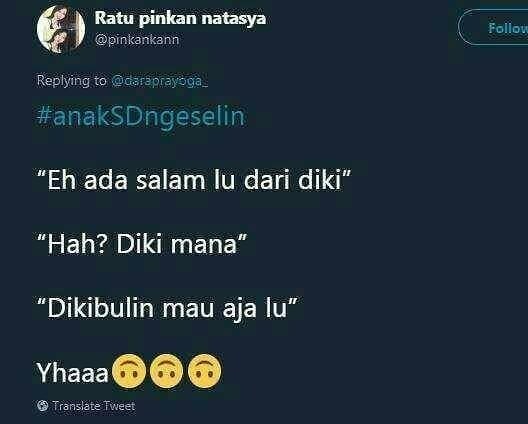 Ratu pinkan natasya
@pinkankann
Follow
Replying to @daraprayoga_
#anakSDngeselin
“Eh ada salam lu dari diki”
“Hah? Diki mana”
“Dikibulin mau aja lu”
Yhaaa🙃🙃🙃
Translate Tweet